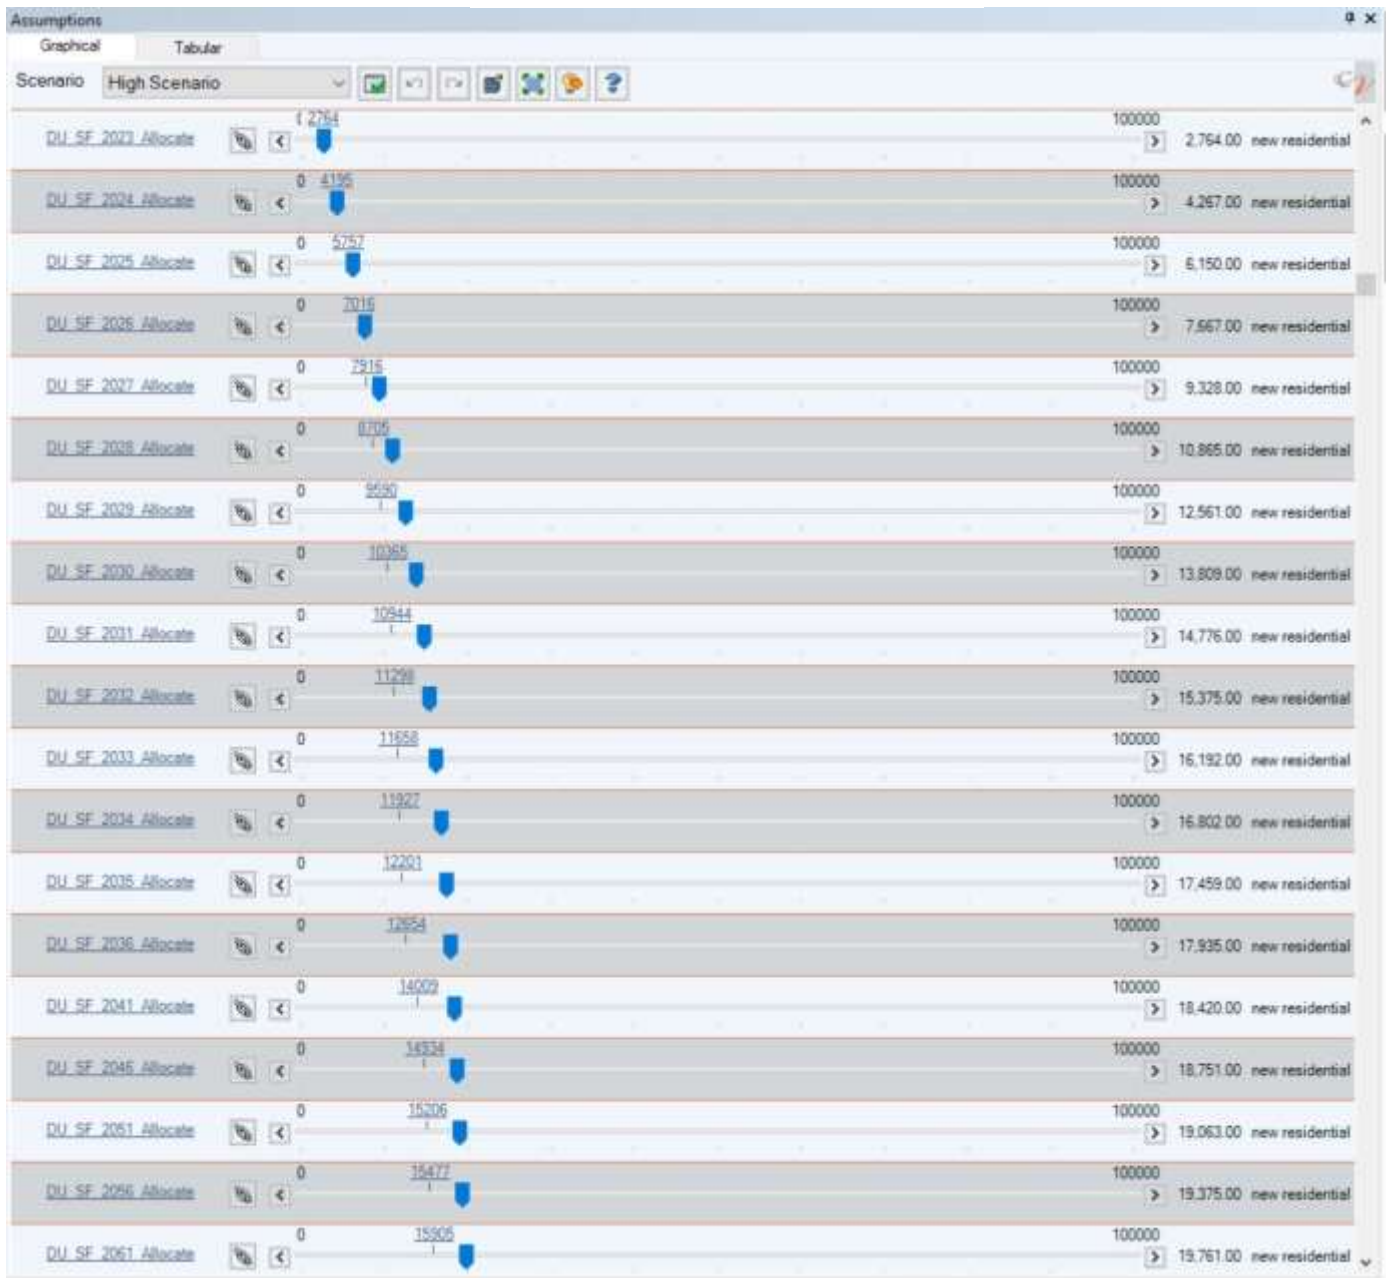 Assumptions
Graphical Tabular
Scenario High Scenario
2764 100000
DU_SF_2023_Allocate 2,764.00 new residential
0 4195 100000
DU_SF_2024_Allocate 4,267.00 new residential
0 5757 100000
DU_SF_2025_Allocate 6,150.00 new residential
0 7016 100000
DU_SF_2026_Allocate 7,667.00 new residential
0 7916 100000
DU_SF_2027_Allocate 9,328.00 new residential
0 8705 100000
DU_SF_2028_Allocate 10,865.00 new residential
0 9590 100000
DU_SF_2029_Allocate 12,561.00 new residential
0 10365 100000
DU_SF_2030_Allocate 13,809.00 new residential
0 10944 100000
DU_SF_2031_Allocate 14,776.00 new residential
0 11298 100000
DU_SF_2032_Allocate 15,375.00 new residential
0 11658 100000
DU_SF_2033_Allocate 16,192.00 new residential
0 11927 100000
DU_SF_2034_Allocate 16,802.00 new residential
0 12201 100000
DU_SF_2035_Allocate 17,459.00 new residential
0 12654 100000
DU_SF_2036_Allocate 17,935.00 new residential
0 14009 100000
DU_SF_2041_Allocate 18,420.00 new residential
0 14934 100000
DU_SF_2046_Allocate 18,751.00 new residential
0 15206 100000
DU_SF_2051_Allocate 19,063.00 new residential
0 15477 100000
DU_SF_2056_Allocate 19,375.00 new residential
0 15905 100000
DU_SF_2061_Allocate 19,761.00 new residential